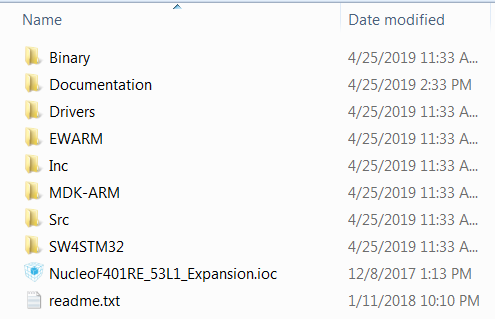 Name Date modified
Binary 4/25/2019 11:33 A...
Documentation 4/25/2019 2:33 PM
Drivers 4/25/2019 11:33 A...
EWARM 4/25/2019 11:33 A...
Inc 4/25/2019 11:33 A...
MDK-ARM 4/25/2019 11:33 A...
Src 4/25/2019 11:33 A...
SW4STM32 4/25/2019 11:33 A...
NucleoF401RE_53L1_Expansion.ioc 12/8/2017 1:13 PM
readme.txt 1/11/2018 10:10 PM